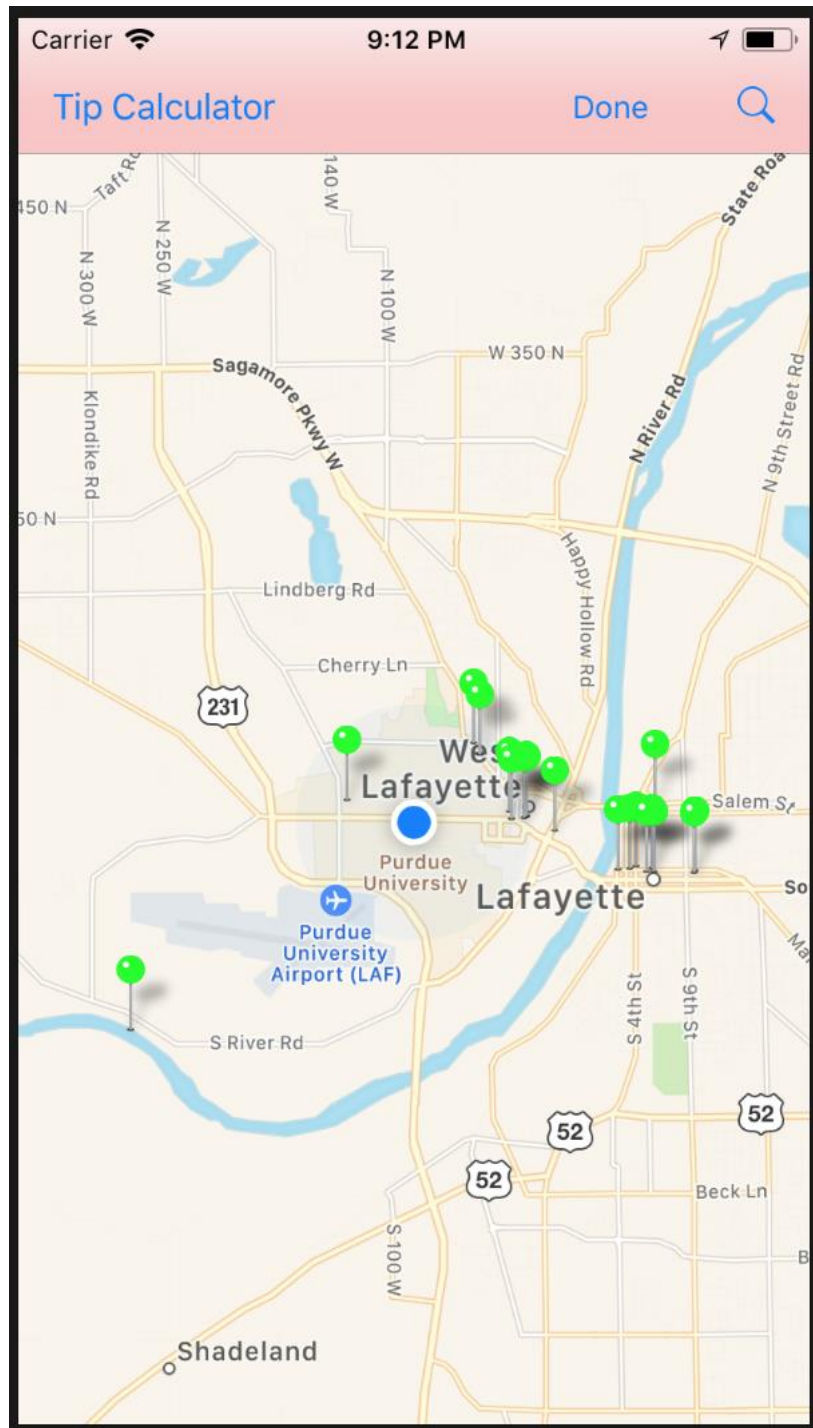 Carrier 9:12 PM
Tip Calculator Done
140 W
Taft Rd
State Roa
450 N
N 250 W
N 300 W
N 100 W
W 350 N
Sagamore Pkwy W
N River Rd
N 9th Street Rd
Klondike Rd
50 N
Happy Hollow Rd
Lindberg Rd
Cherry Ln
231
West
Lafayette
Salem St
Purdue
University
Lafayette
So
Purdue
University
Airport (LAF)
Ma
S 4th St
S 9th St
S River Rd
52
52
52
Beck Ln
S 100 W
B
Shadeland